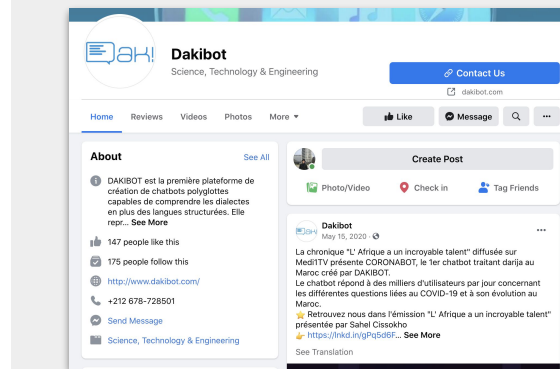 Daki
Dakibot
Science, Technology & Engineering
Contact Us
dakibot.com
Home Reviews Videos Photos More ▾
Like Message ...
About See All
DAKIBOT est la première plateforme de
création de chatbots polyglottes
capables de comprendre les dialectes
en plus des langues structurées. Elle
repr... See More
147 people like this
175 people follow this
http://www.dakibot.com/
+212 678-728501
Send Message
Science, Technology & Engineering
Create Post
Photo/Video Check in Tag Friends
Daki
Dakibot ...
May 15, 2020 ·
La chronique "L' Afrique a un incroyable talent" diffusée sur
Medi1TV présente CORONABOT, le 1er chatbot traitant darija au
Maroc créé par DAKIBOT.
Le chatbot répond à des milliers d'utilisateurs par jour concernant
les différentes questions liées au COVID-19 et à son évolution au
Maroc.
⭐ Retrouvez nous dans l'émission "L' Afrique a un incroyable talent"
présentée par Sahel Cissokho
👉 https://lnkd.in/gPq5d6F... See More
See Translation